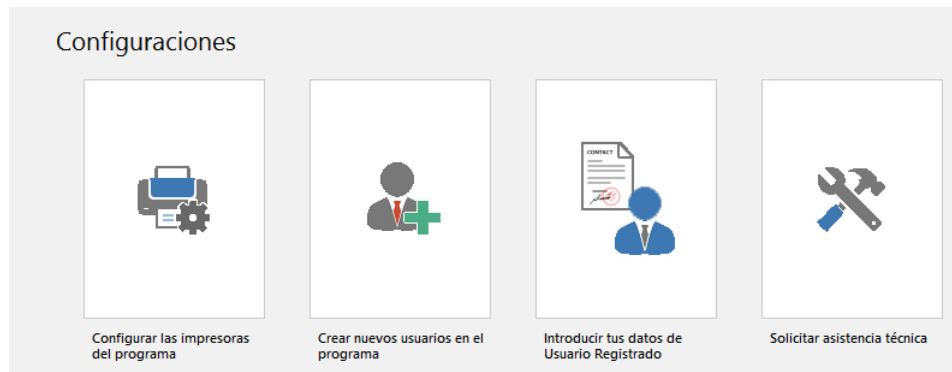 Configuraciones
CONTRACT
Configurar las impresoras
del programa
Crear nuevos usuarios en el
programa
Introducir tus datos de
Usuario Registrado
Solicitar asistencia técnica